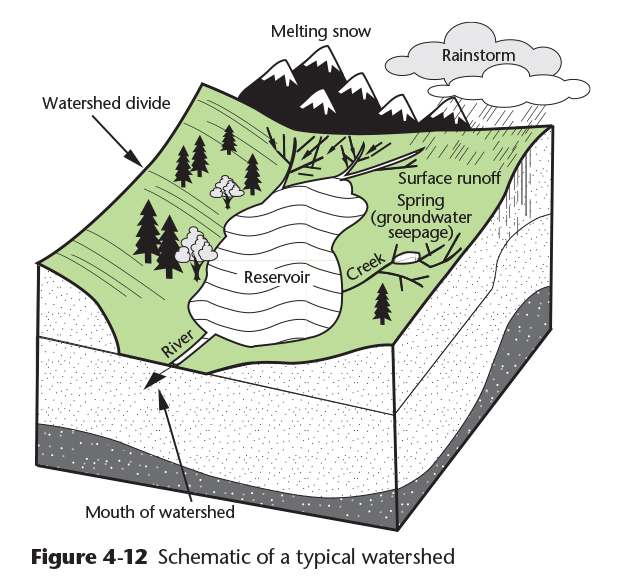 Melting snow
Rainstorm
Watershed divide
Surface runoff
Spring
(groundwater
seepage)
Creek
Reservoir
River
Mouth of watershed
Figure 4-12 Schematic of a typical watershed